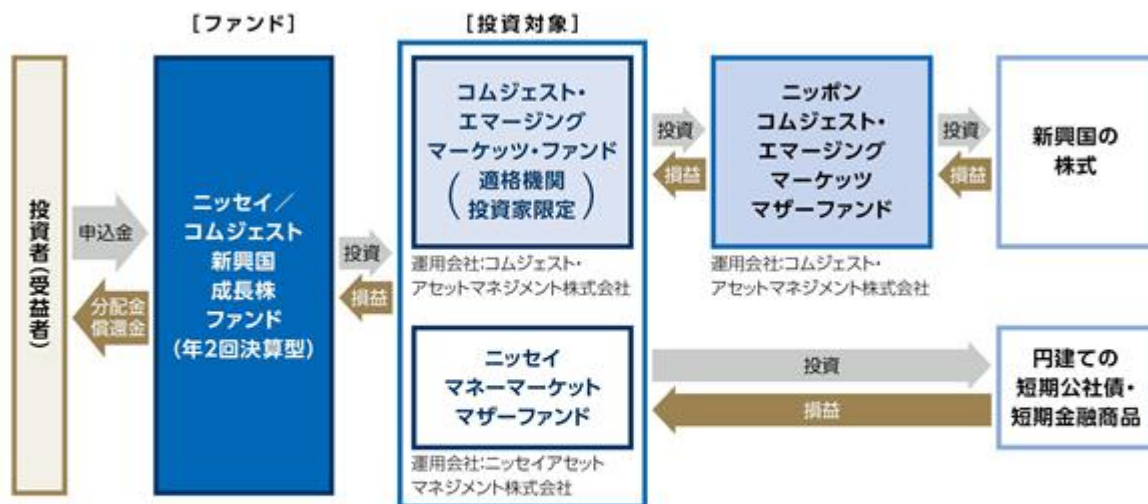 [ファンド]
[投資対象]
投資者(受益者)
申込金
分配金
償還金
ニッセイ／
コムジェスト
新興国
成長株
ファンド
(年2回決算型)
投資
損益
コムジェスト・
エマージング
マーケッツ・ファンド
(適格機関
投資家限定)
運用会社:コムジェスト・
アセットマネジメント株式会社
投資
損益
ニッポン
コムジェスト・
エマージング
マーケッツ
マザーファンド
運用会社:コムジェスト・
アセットマネジメント株式会社
投資
損益
新興国の
株式
ニッセイ
マネーマーケット
マザーファンド
運用会社:ニッセイアセット
マネジメント株式会社
投資
損益
円建ての
短期公社債・
短期金融商品